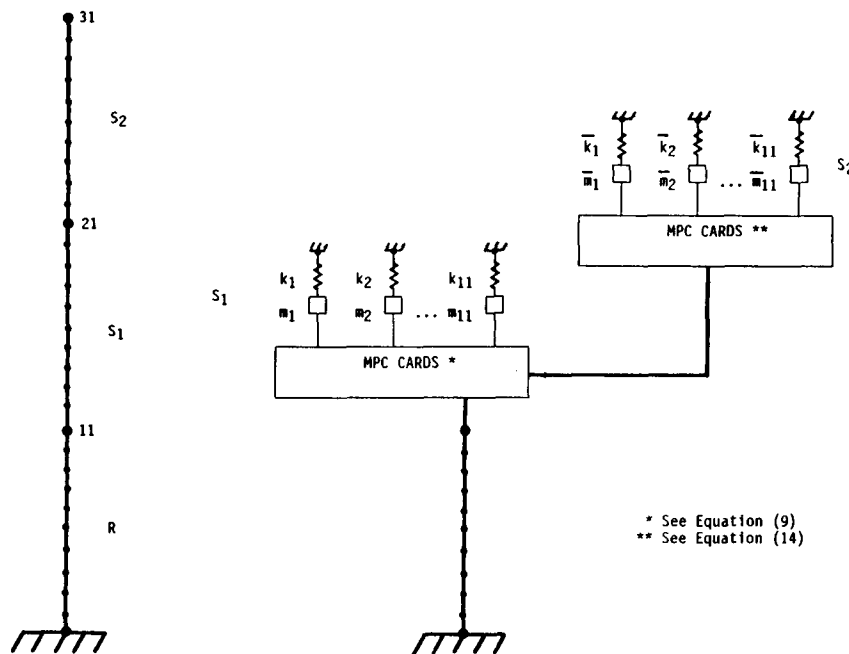 31
S2
21
S1
11
R
S1
k1 k2 k11
m1 m2 ... m11
MPC CARDS *
k̅1 k̅2 k̅11
m̅1 m̅2 ... m̅11
S2
MPC CARDS **
* See Equation (9)
** See Equation (14)